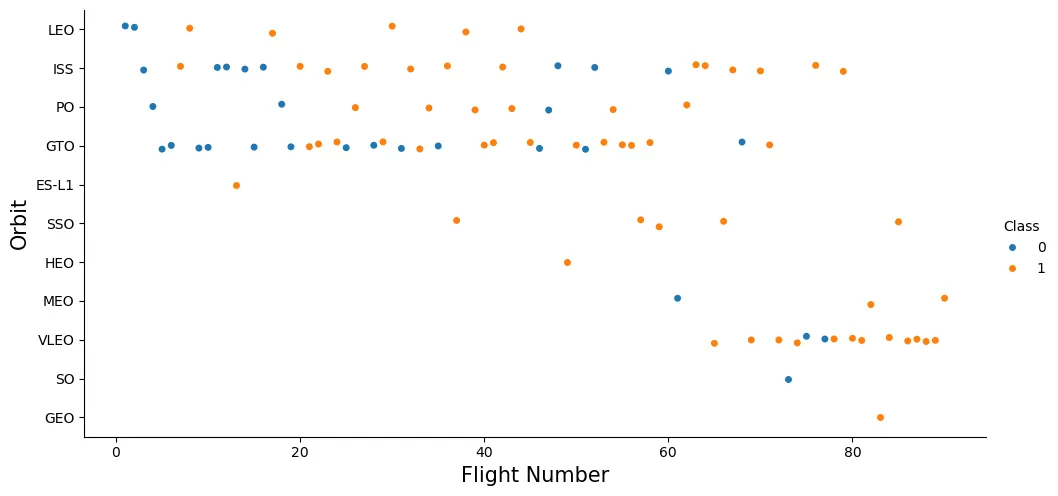 Orbit
LEO
ISS
PO
GTO
ES-L1
SSO
HEO
MEO
VLEO
SO
GEO
0 20 40 60 80
Flight Number
Class
0
1